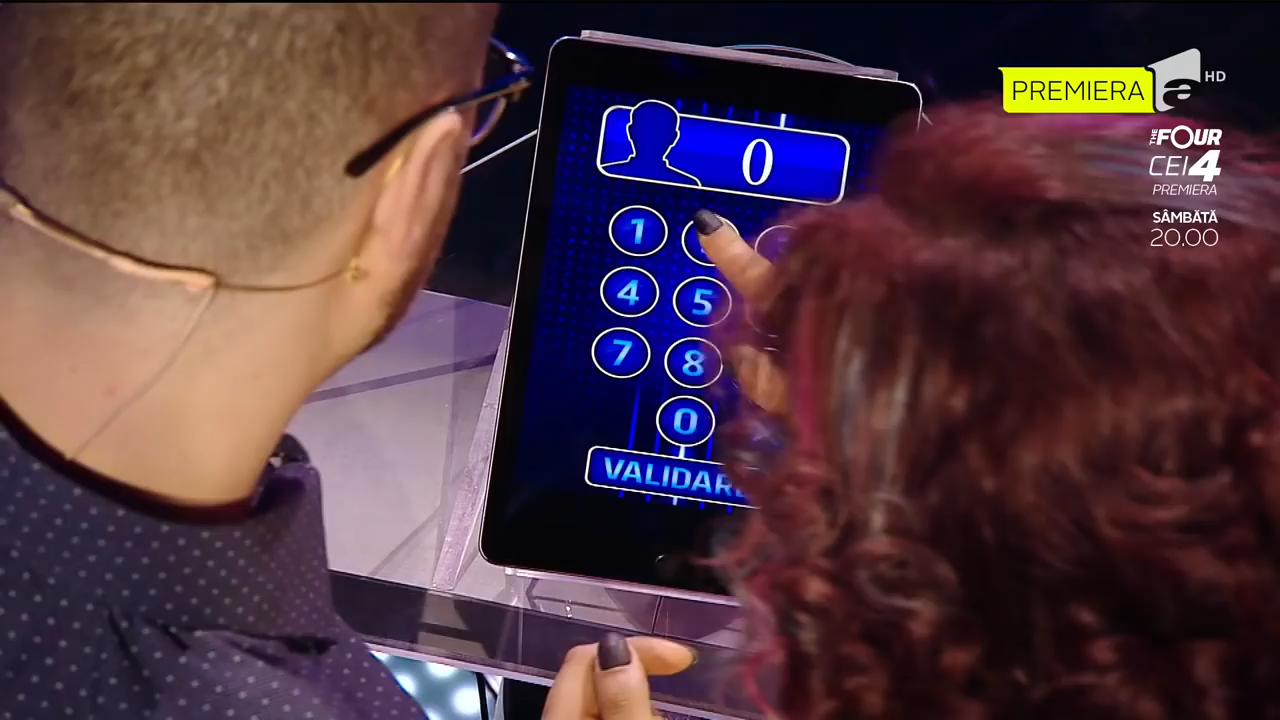 PREMIERA a HD
THE FOUR
CEI 4
PREMIERA
SÂMBĂTĂ
20.00
0
1
4 5
7 8
0
VALIDARE